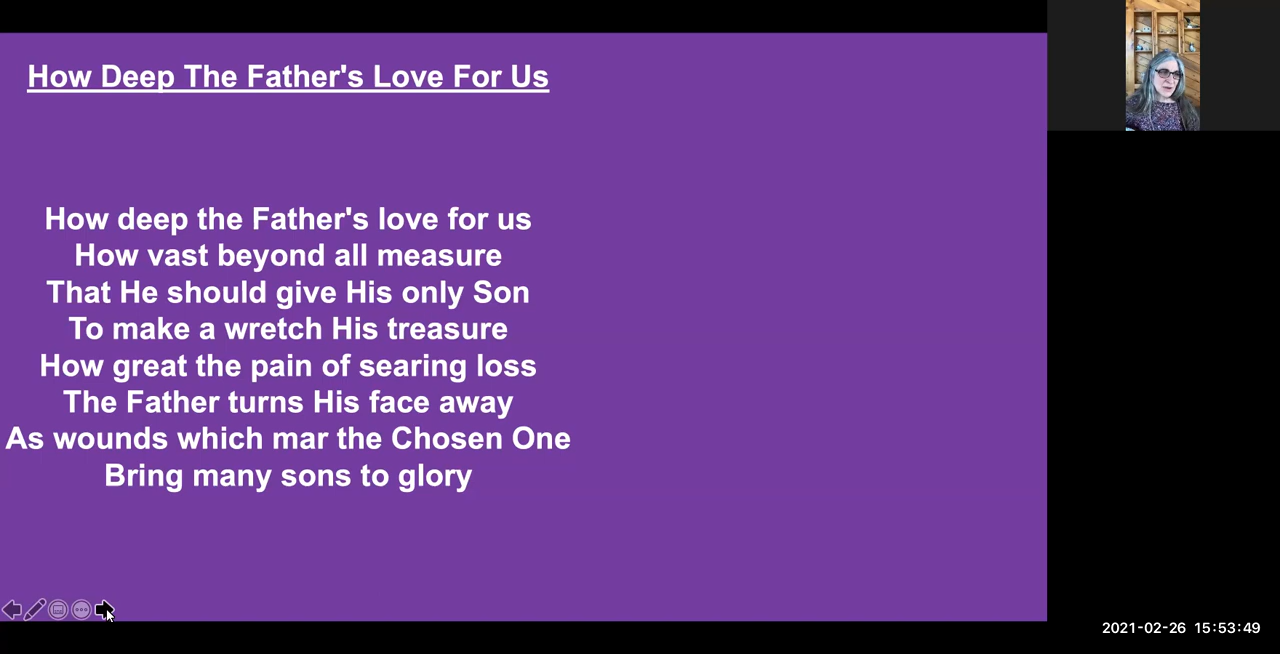 How Deep The Father's Love For Us
How deep the Father's love for us
How vast beyond all measure
That He should give His only Son
To make a wretch His treasure
How great the pain of searing loss
The Father turns His face away
As wounds which mar the Chosen One
Bring many sons to glory
2021-02-26 15:53:49